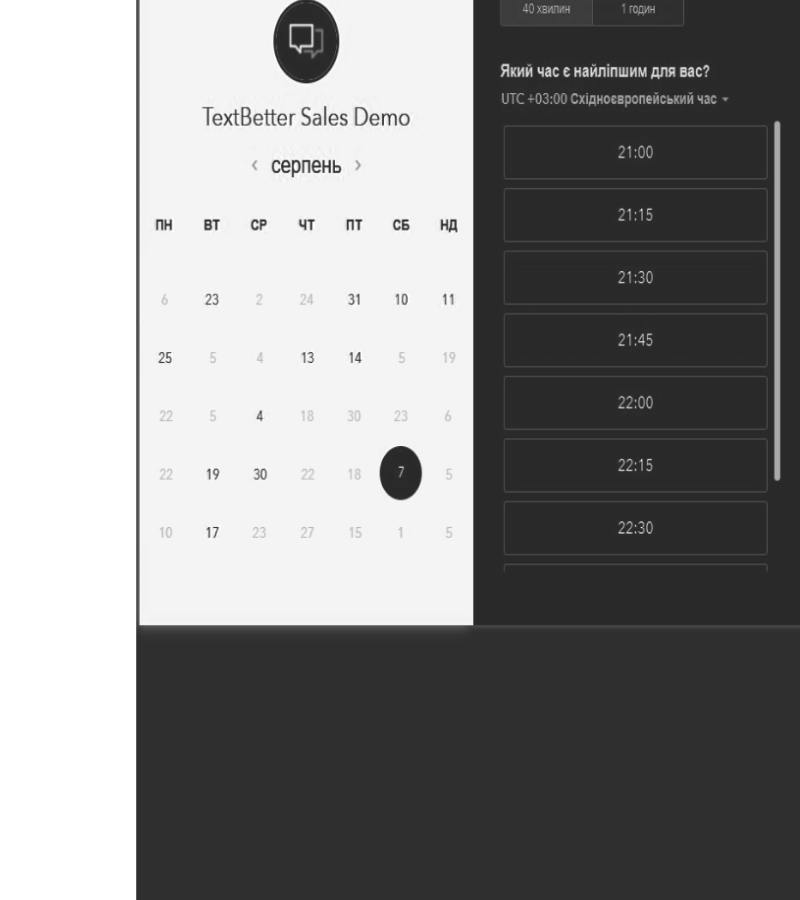 TextBetter Sales Demo
‹ серпень ›
ПН ВТ СР ЧТ ПТ СБ НД
6 23 2 24 31 10 11
25 5 4 13 14 5 19
22 5 4 18 30 23 6
22 19 30 22 18 7 5
10 17 23 27 15 1 5
40 хвилин 1 годин
Який час є найліпшим для вас?
UTC +03:00 Східноєвропейський час
21:00
21:15
21:30
21:45
22:00
22:15
22:30